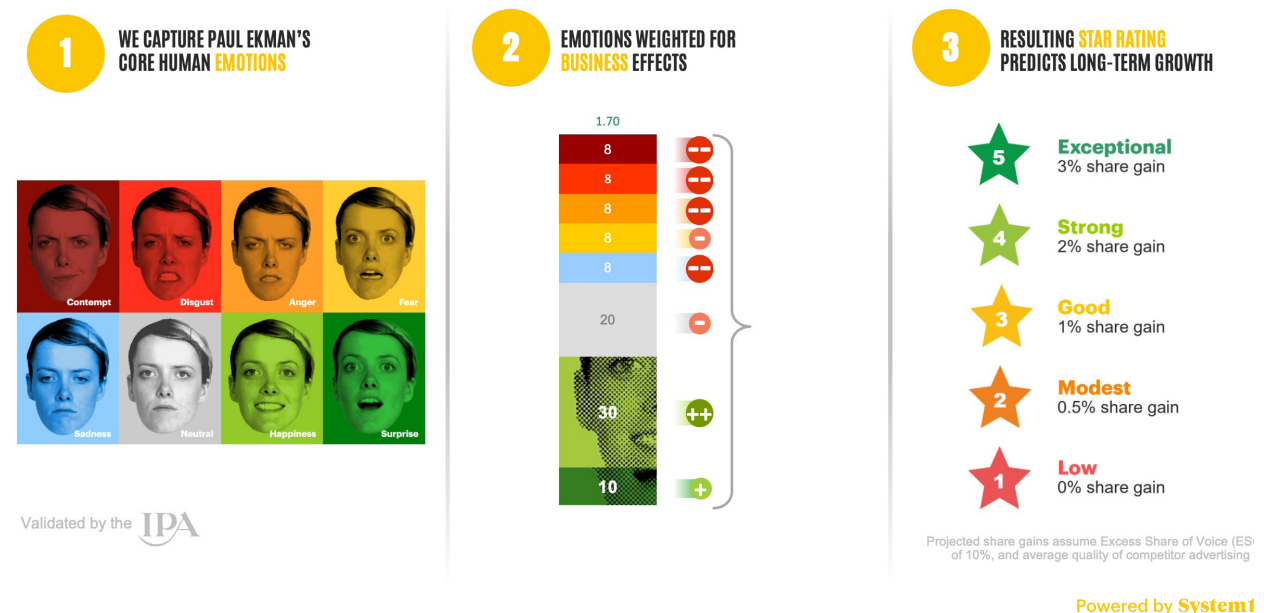 1
WE CAPTURE PAUL EKMAN'S
CORE HUMAN EMOTIONS
Contempt
Disgust
Anger
Fear
Sadness
Neutral
Happiness
Surprise
Validated by the IPA
2
EMOTIONS WEIGHTED FOR
BUSINESS EFFECTS
1.70
8 --
8 --
8 --
8 -
8 --
20 -
30 ++
10 +
3
RESULTING STAR RATING
PREDICTS LONG-TERM GROWTH
5
Exceptional
3% share gain
4
Strong
2% share gain
3
Good
1% share gain
2
Modest
0.5% share gain
1
Low
0% share gain
Projected share gains assume Excess Share of Voice (ES
of 10%, and average quality of competitor advertising
Powered by System1